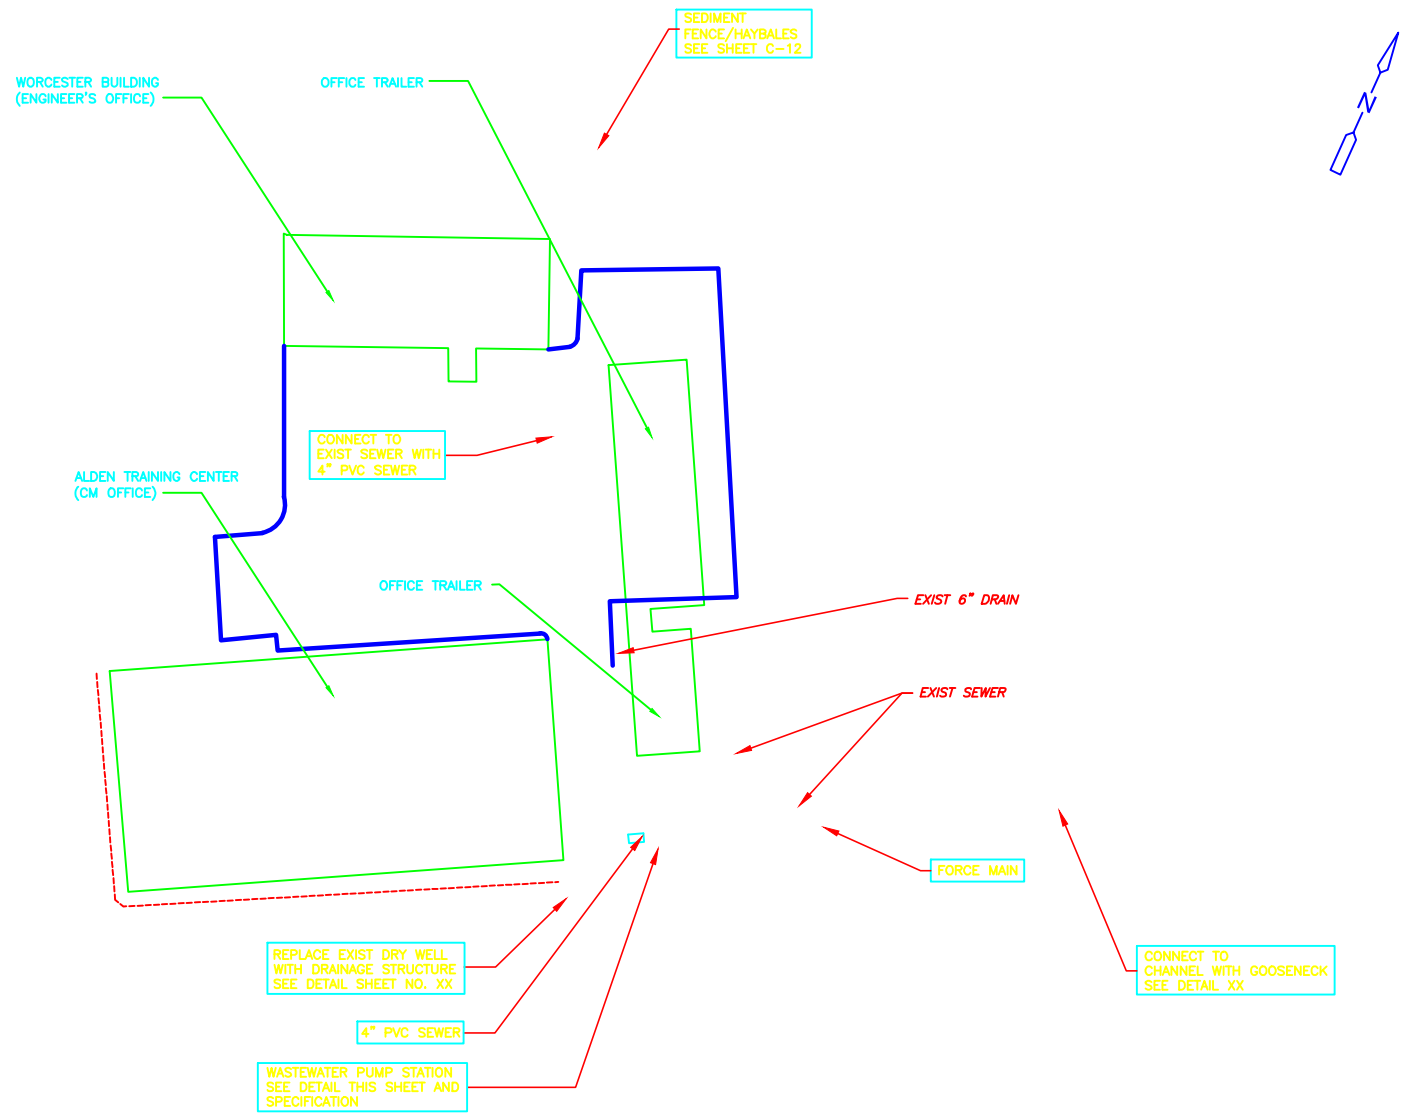 SEDIMENT
FENCE/HAYBALES
SEE SHEET C-12
WORCESTER BUILDING
(ENGINEER'S OFFICE)
OFFICE TRAILER
N
CONNECT TO
EXIST SEWER WITH
4" PVC SEWER
ALDEN TRAINING CENTER
(CM OFFICE)
OFFICE TRAILER
EXIST 6" DRAIN
EXIST SEWER
FORCE MAIN
REPLACE EXIST DRY WELL
WITH DRAINAGE STRUCTURE
SEE DETAIL SHEET NO. XX
CONNECT TO
CHANNEL WITH GOOSENECK
SEE DETAIL XX
4" PVC SEWER
WASTEWATER PUMP STATION
SEE DETAIL THIS SHEET AND
SPECIFICATION